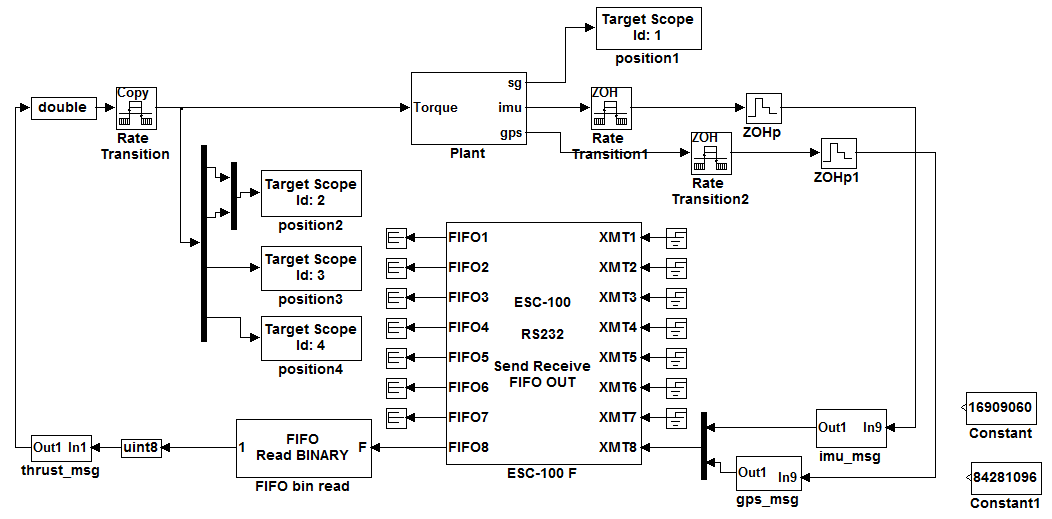 Target Scope
Id: 1
position1
double
Copy
Rate
Transition
Torque
sg
imu
gps
Plant
ZOH
Rate
Transition1
ZOHp
ZOH
Rate
Transition2
ZOHp1
Target Scope
Id: 2
position2
Target Scope
Id: 3
position3
Target Scope
Id: 4
position4
FIFO1
XMT1
FIFO2
XMT2
FIFO3
XMT3
FIFO4
XMT4
FIFO5
XMT5
FIFO6
XMT6
FIFO7
XMT7
FIFO8
XMT8
ESC-100
RS232
Send Receive
FIFO OUT
ESC-100 F
Out1 In1
thrust_msg
uint8
1
FIFO
Read BINARY
F
FIFO bin read
Out1
In9
imu_msg
Out1
In9
gps_msg
16909060
Constant
84281096
Constant1